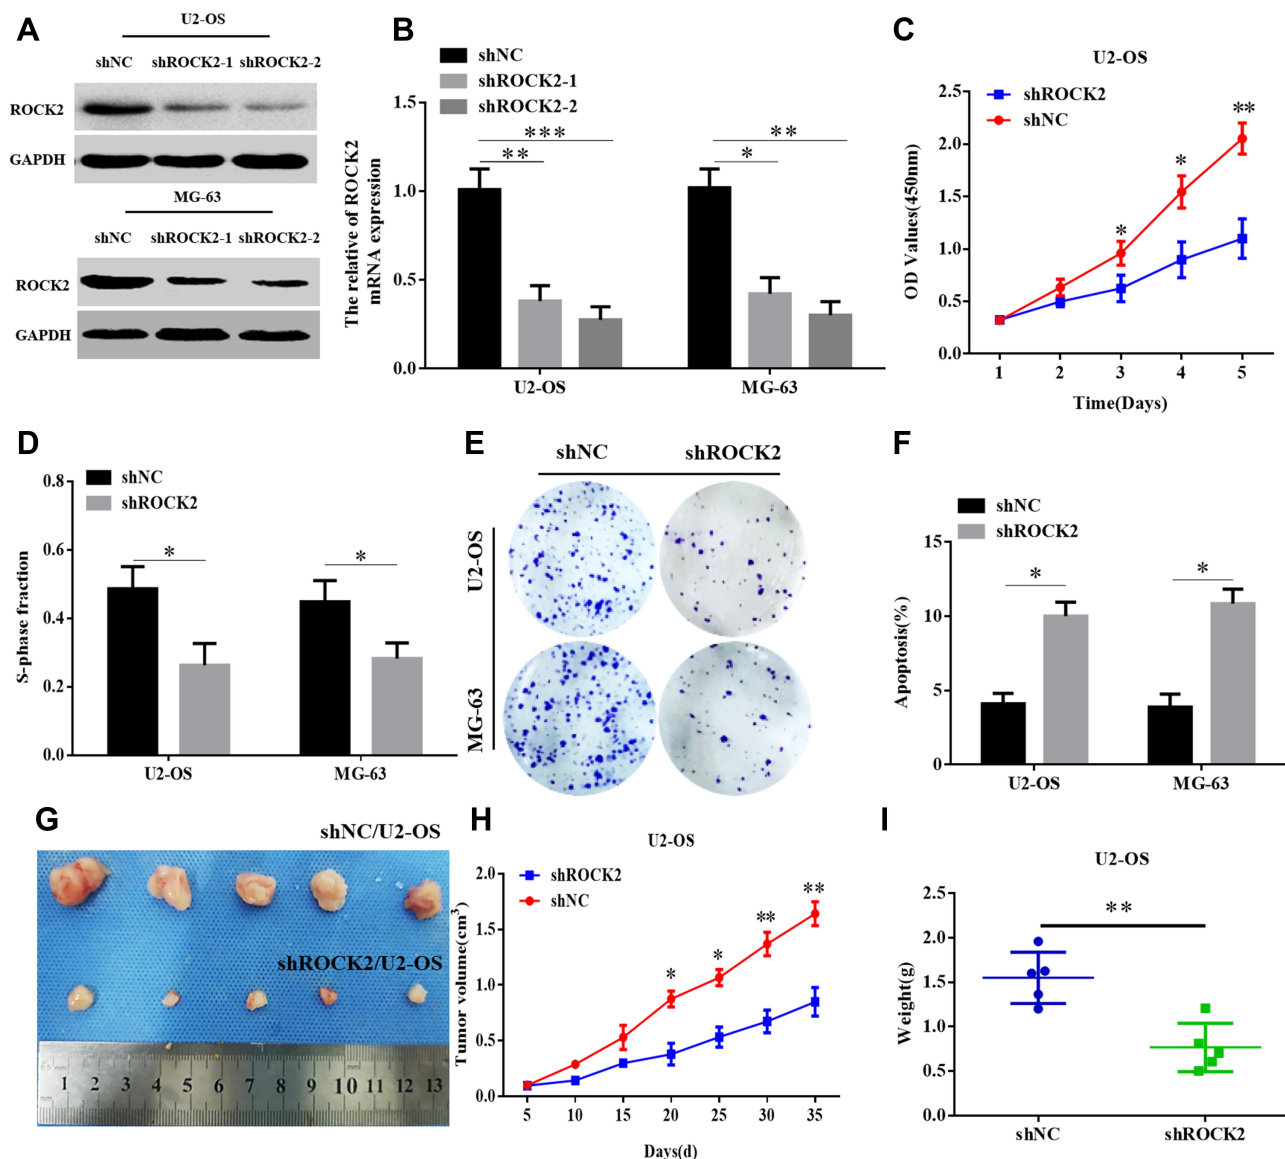 A
U2-OS
shNC shROCK2-1 shROCK2-2
ROCK2
GAPDH
MG-63
shNC shROCK2-1 shROCK2-2
ROCK2
GAPDH
B
shNC
shROCK2-1
shROCK2-2
The relative of ROCK2
mRNA expression
1.5
1.0
0.5
0.0
***
**
**
*
U2-OS MG-63
C
U2-OS
shROCK2
shNC
OD Values(450nm)
2.5
2.0
1.5
1.0
0.5
0.0
*
*
**
1 2 3 4 5
Time(Days)
D
shNC
shROCK2
S-phase fraction
0.8
0.6
0.4
0.2
0.0
*
*
U2-OS MG-63
E
shNC shROCK2
U2-OS
MG-63
F
shNC
shROCK2
Apoptosis(%)
15
10
5
0
*
*
U2-OS MG-63
G
shNC/U2-OS
shROCK2/U2-OS
1 2 3 4 5 6 7 8 9 10 11 12 13
H
U2-OS
shROCK2
shNC
Tumor volume(cm³)
2.0
1.5
1.0
0.5
0.0
*
*
**
**
5 10 15 20 25 30 35
Days(d)
I
U2-OS
Weight(g)
2.5
2.0
1.5
1.0
0.5
0.0
**
shNC shROCK2